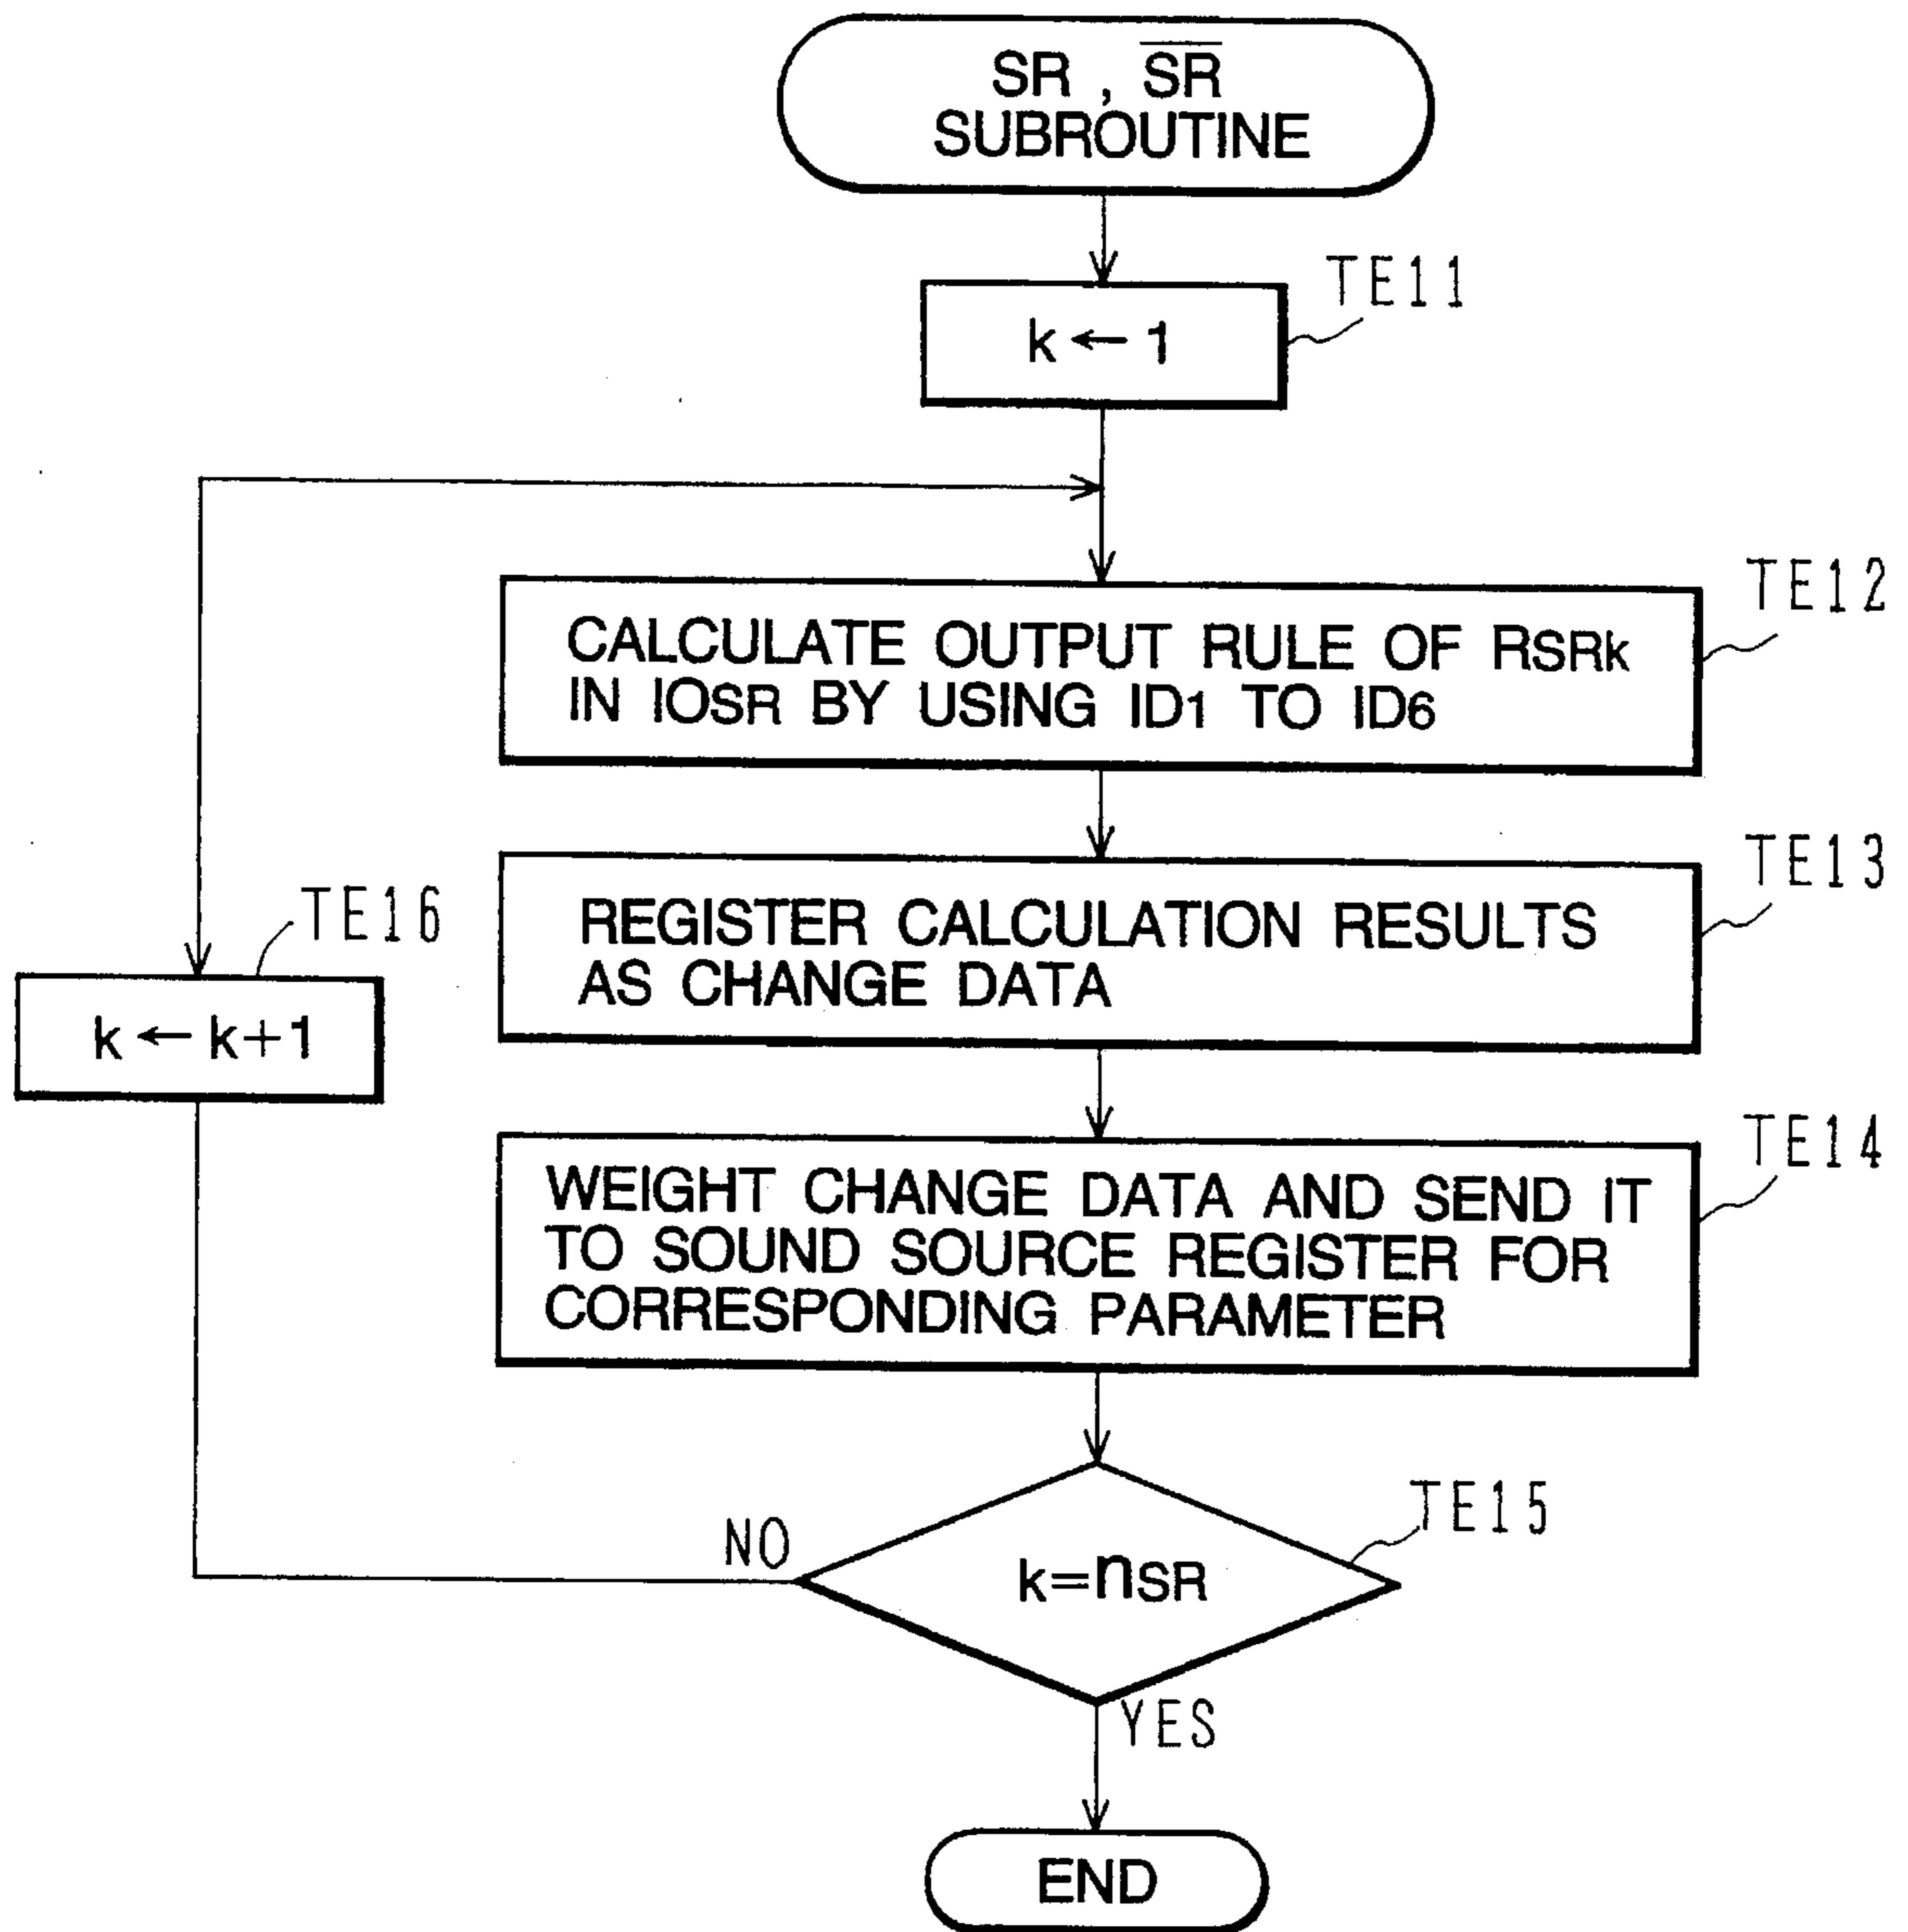 SR , S̅R̅
SUBROUTINE
TE11
k ← 1
TE12
CALCULATE OUTPUT RULE OF RSRk
IN IOSR BY USING ID1 TO ID6
TE13
REGISTER CALCULATION RESULTS
AS CHANGE DATA
TE16
k ← k+1
TE14
WEIGHT CHANGE DATA AND SEND IT
TO SOUND SOURCE REGISTER FOR
CORRESPONDING PARAMETER
TE15
NO
k=nSR
YES
END